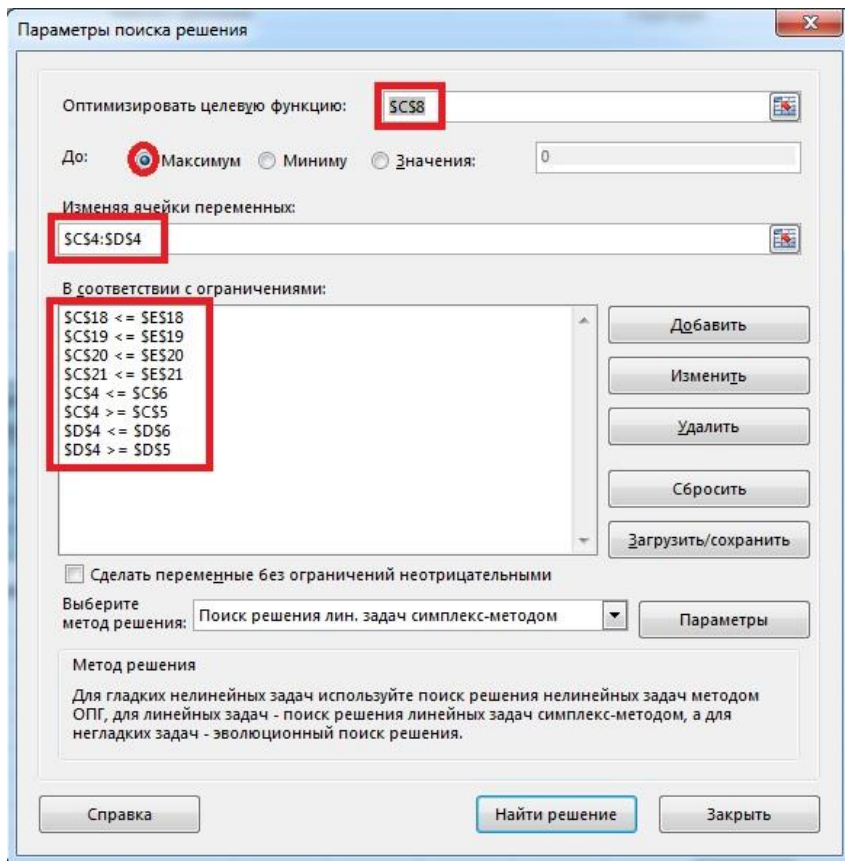 Параметры поиска решения
Оптимизировать целевую функцию: $C$8
До: Максимум Миниму Значения: 0
Изменяя ячейки переменных:
$C$4:$D$4
В соответствии с ограничениями:
$C$18 <= $E$18
$C$19 <= $E$19
$C$20 <= $E$20
$C$21 <= $E$21
$C$4 <= $C$6
$C$4 >= $C$5
$D$4 <= $D$6
$D$4 >= $D$5
Добавить
Изменить
Удалить
Сбросить
Загрузить/сохранить
Сделать переменные без ограничений неотрицательными
Выберите
метод решения: Поиск решения лин. задач симплекс-методом Параметры
Метод решения
Для гладких нелинейных задач используйте поиск решения нелинейных задач методом
ОПГ, для линейных задач - поиск решения линейных задач симплекс-методом, а для
негладких задач - эволюционный поиск решения.
Справка Найти решение Закрыть